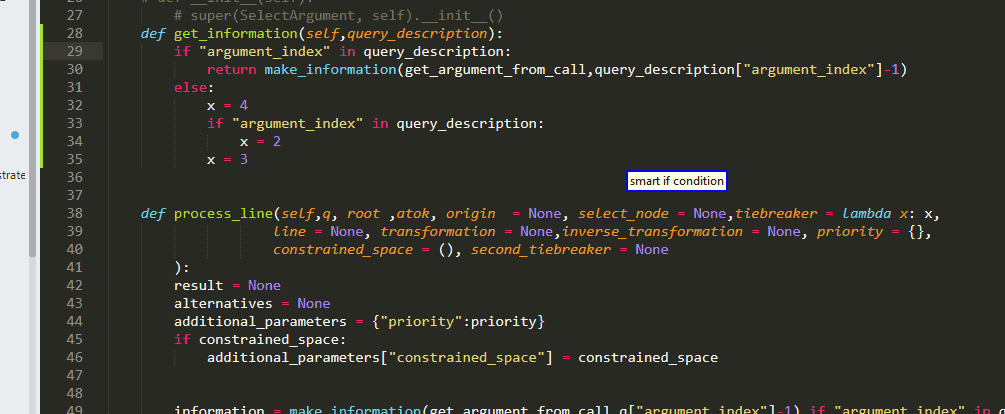 # def __init__(self):
27 # super(SelectArgument, self).__init__()
28 def get_information(self,query_description):
29 if "argument_index" in query_description:
30 return make_information(get_argument_from_call,query_description["argument_index"]-1)
31 else:
32 x = 4
33 if "argument_index" in query_description:
34 x = 2
35 x = 3
strate
36
smart if condition
37
38 def process_line(self,q, root ,atok, origin = None, select_node = None,tiebreaker = lambda x: x,
39 line = None, transformation = None,inverse_transformation = None, priority = {},
40 constrained_space = (), second_tiebreaker = None
41 ):
42 result = None
43 alternatives = None
44 additional_parameters = {"priority":priority}
45 if constrained_space:
46 additional_parameters["constrained_space"] = constrained_space
47
48
49 information = make_information(get_argument_from_call,q["argument_index"]-1) if "argument_index" in